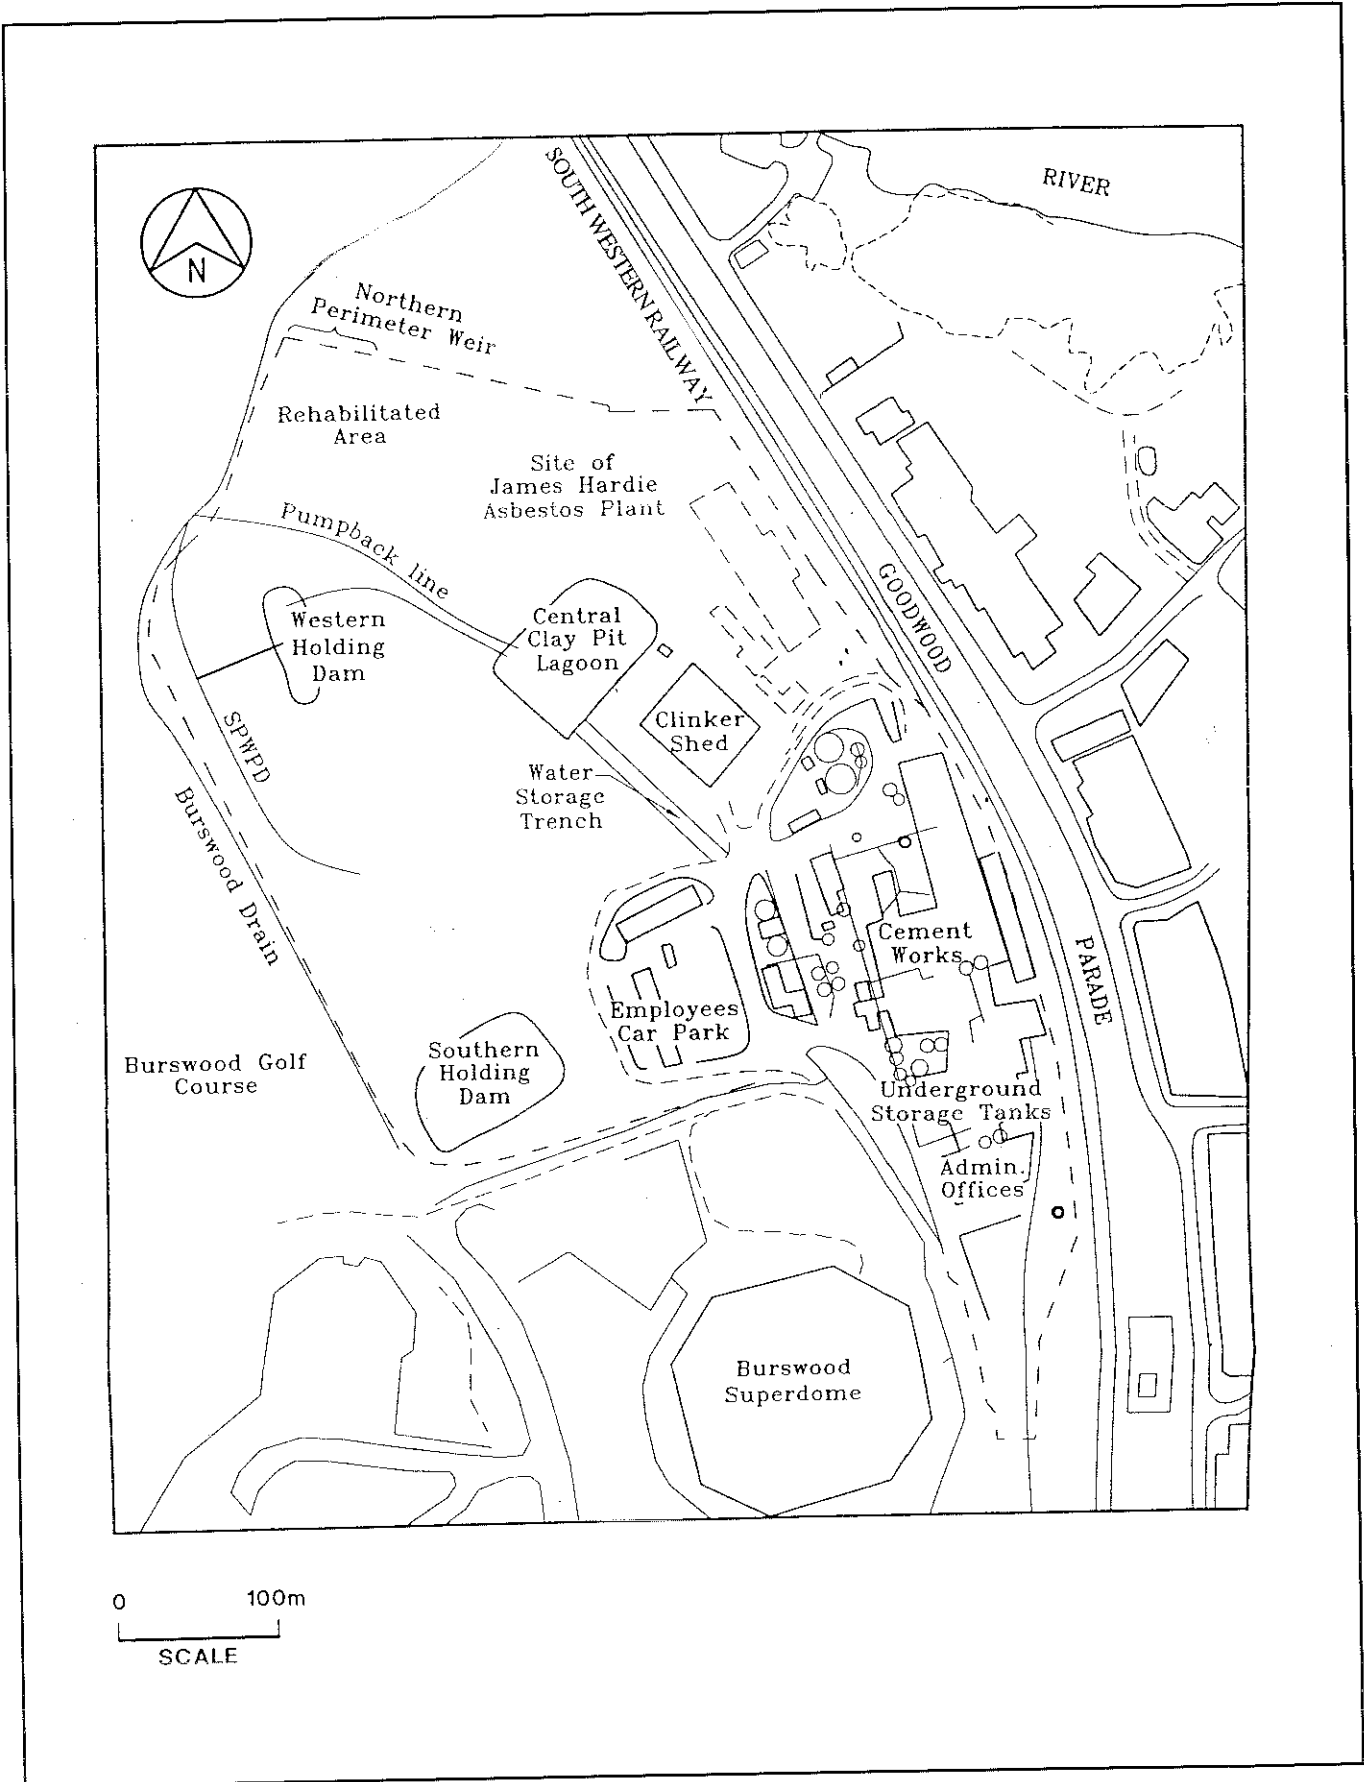 RIVER
SOUTH WESTERN RAILWAY
N
Northern
Perimeter Weir
Rehabilitated
Area
Site of
James Hardie
Asbestos Plant
Pumpback line
GOODWOOD
Western
Holding
Dam
Central
Clay Pit
Lagoon
Clinker
Shed
SPWPD
Water
Storage
Trench
Burswood Drain
Cement
Works
PARADE
Employees
Car Park
Burswood Golf
Course
Southern
Holding
Dam
Underground
Storage Tanks
Admin.
Offices
Burswood
Superdome
0 100m
SCALE